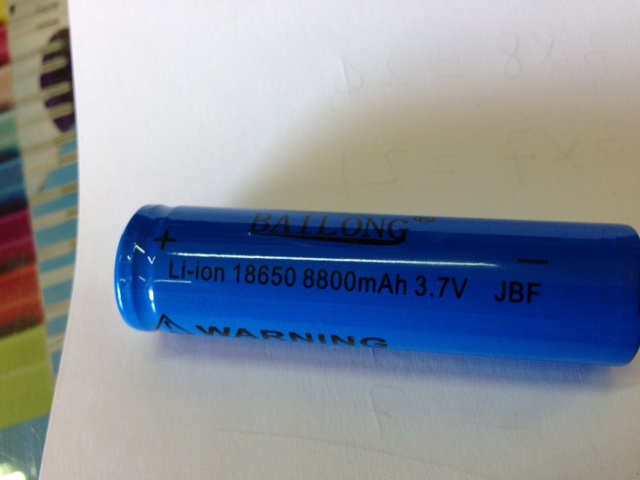 BAILONG®
+ −
Li-ion 18650 8800mAh 3.7V JBF
⚠ WARNING